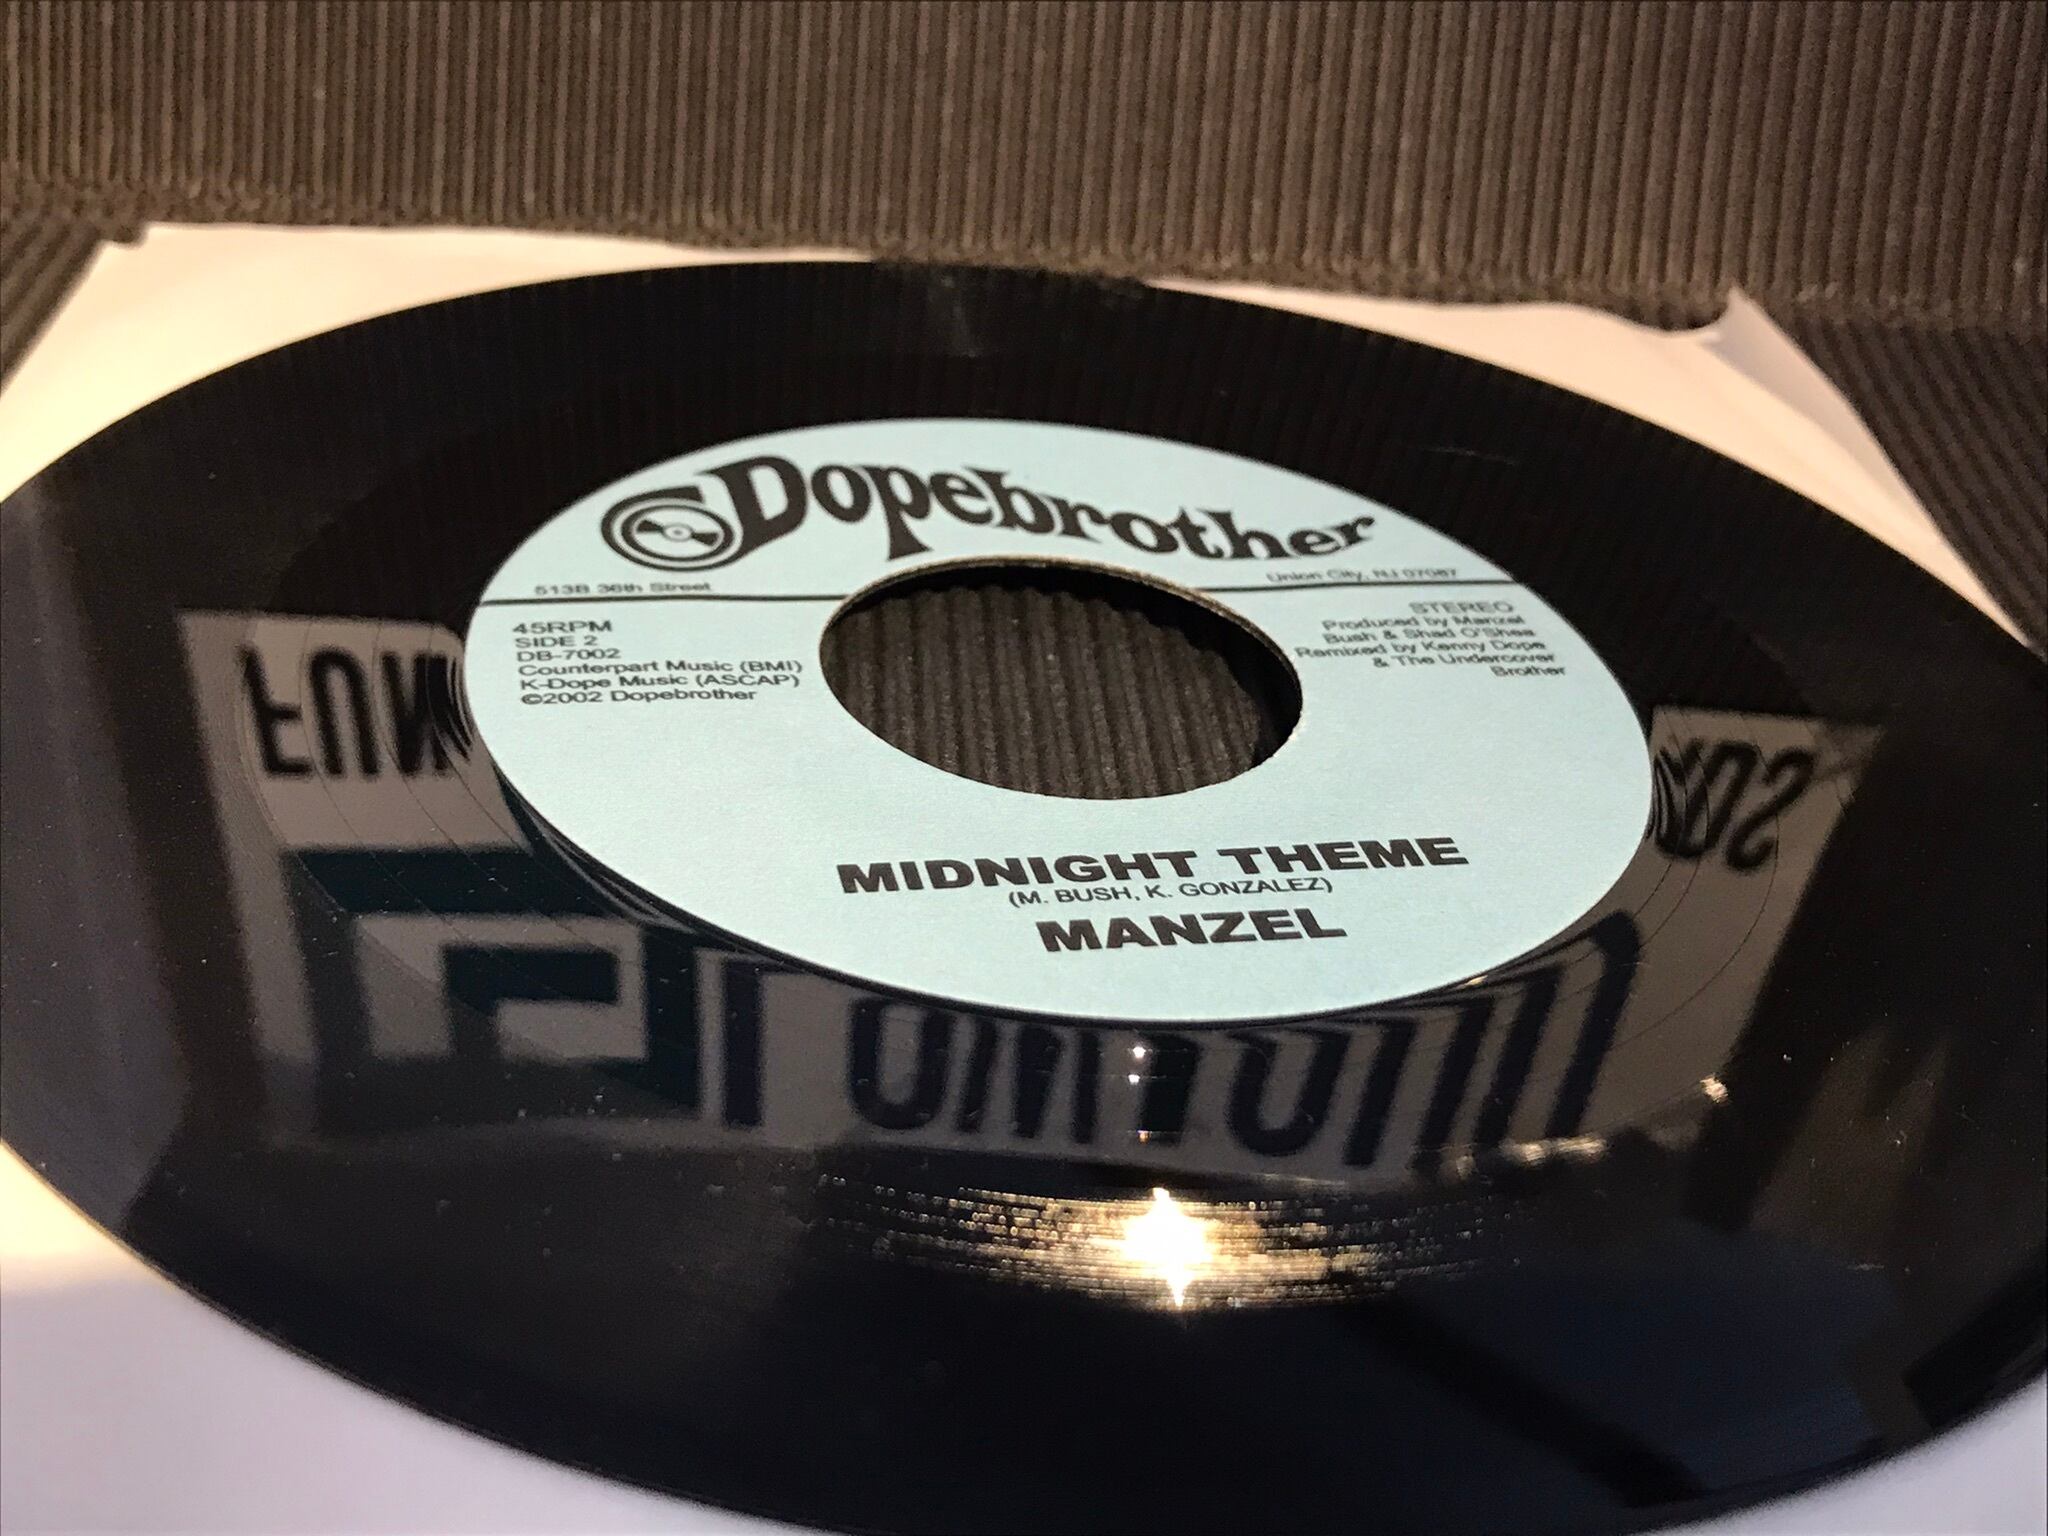 Dopebrother
513B 36th Street
Union City, NJ 07087
45RPM
SIDE 2
DB-7002
Counterpart Music (BMI)
K-Dope Music (ASCAP)
©2002 Dopebrother
STEREO
Produced by Manzel
Bush & Shad O'Shea
Remixed by Kenny Dope
& The Undercover
Brother
MIDNIGHT THEME
(M. BUSH, K. GONZALEZ)
MANZEL